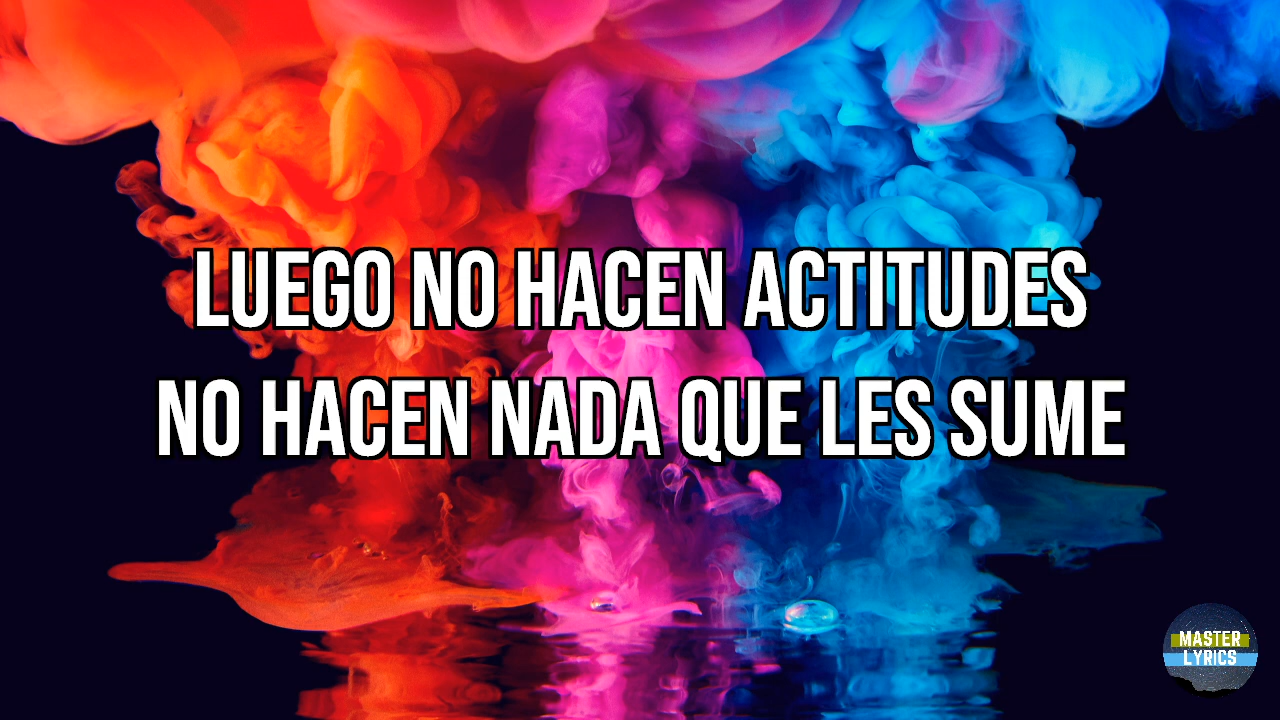 LUEGO NO HACEN ACTITUDES
NO HACEN NADA QUE LES SUME
MASTER
LYRICS